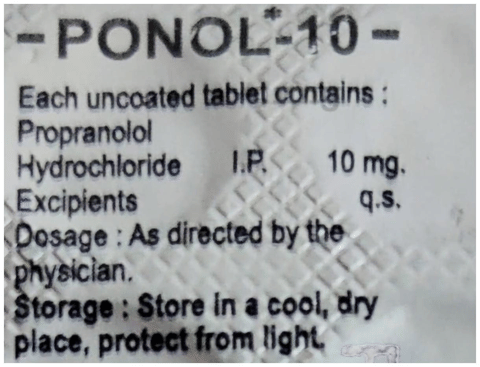 -PONOL*-10-
Each uncoated tablet contains :
Propranolol
Hydrochloride I.P. 10 mg.
Excipients q.s.
Dosage : As directed by the
physician.
Storage : Store in a cool, dry
place, protect from light.